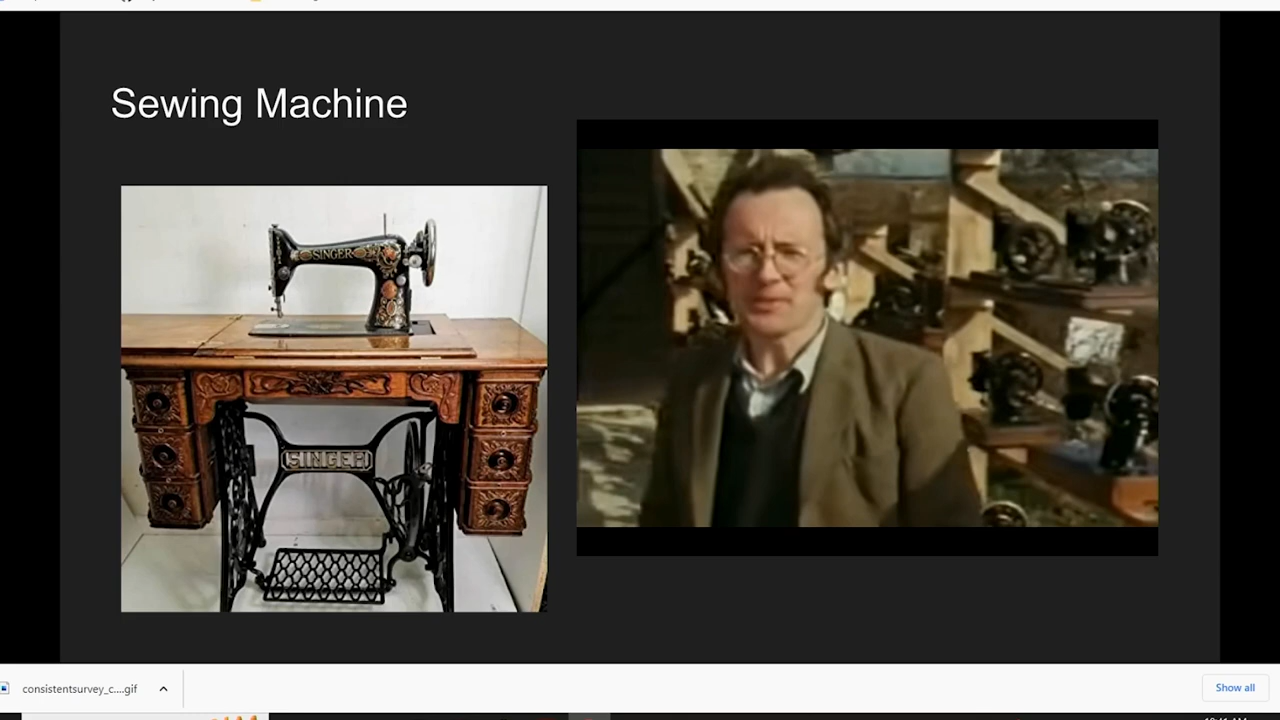 Sewing Machine
SINGER
SINGER
consistentsurvey_c....gif
Show all